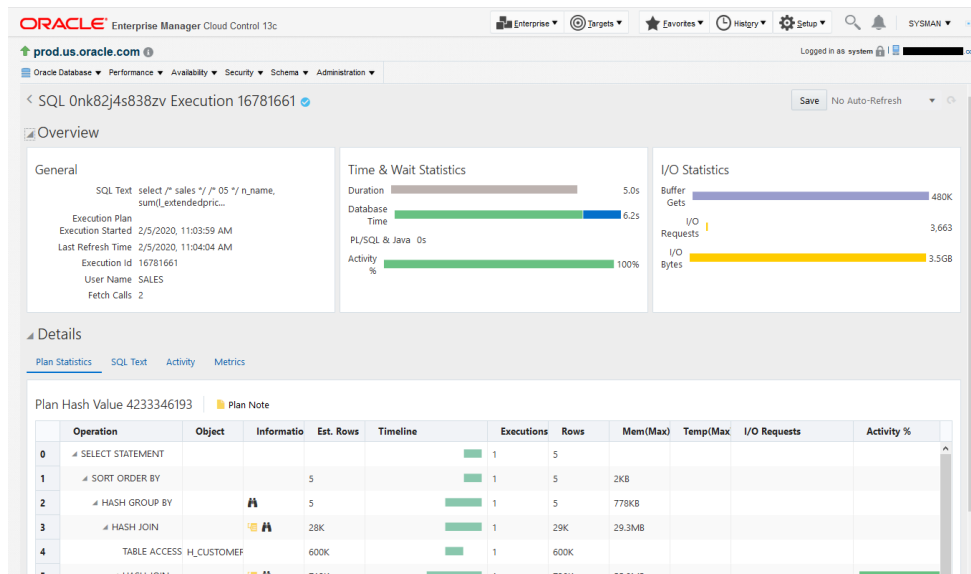 ORACLE Enterprise Manager Cloud Control 13c
Enterprise Targets Favorites History Setup SYSMAN
prod.us.oracle.com
Logged in as system
Oracle Database Performance Availability Security Schema Administration
SQL 0nk82j4s838zv Execution 16781661
Save No Auto-Refresh
Overview
General
SQL Text select /* sales */ /* 05 */ n_name,
sum(l_extendedpric...
Execution Plan
Execution Started 2/5/2020, 11:03:59 AM
Last Refresh Time 2/5/2020, 11:04:04 AM
Execution Id 16781661
User Name SALES
Fetch Calls 2
Time & Wait Statistics
Duration 5.0s
Database
Time 6.2s
PL/SQL & Java 0s
Activity
% 100%
I/O Statistics
Buffer
Gets 480K
I/O
Requests 3,663
I/O
Bytes 3.5GB
Details
Plan Statistics SQL Text Activity Metrics
Plan Hash Value 4233346193 Plan Note
Operation Object Informatio Est. Rows Timeline Executions Rows Mem(Max) Temp(Max I/O Requests Activity %
0 SELECT STATEMENT 1 5
1 SORT ORDER BY 5 1 5 2KB
2 HASH GROUP BY 5 1 5 778KB
3 HASH JOIN 28K 1 29K 29.3MB
4 TABLE ACCESS H_CUSTOMER 600K 1 600K